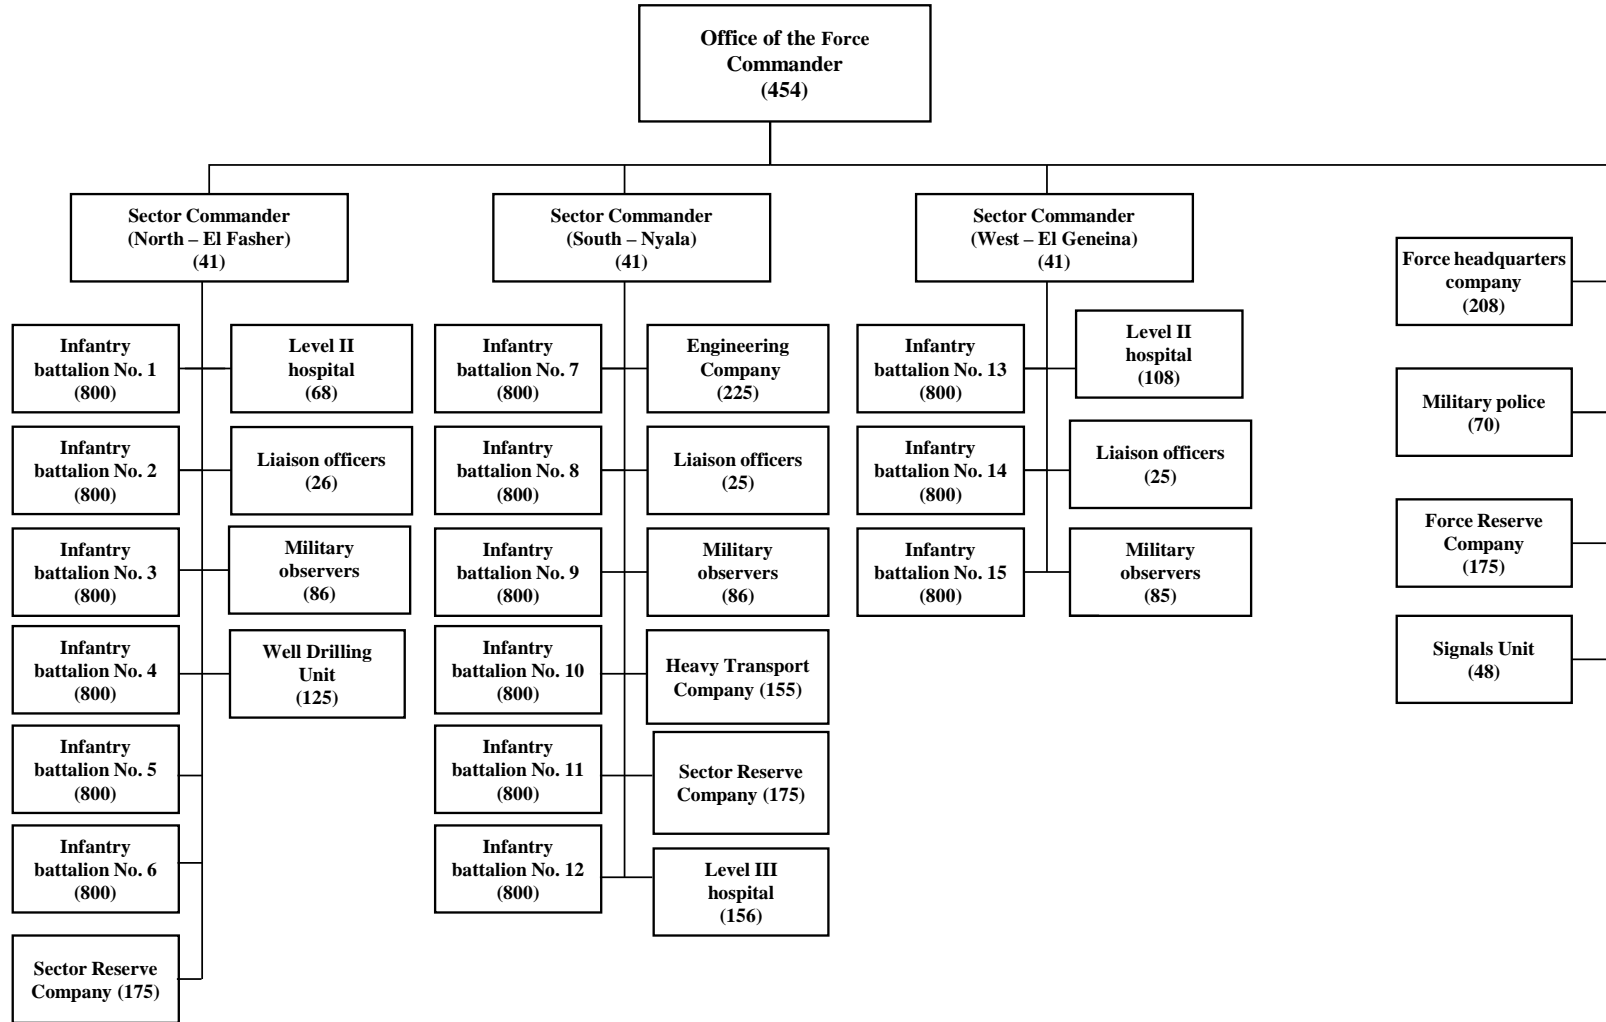 Office of the Force
Commander
(454)
Sector Commander
(North – El Fasher)
(41)
Infantry
battalion No. 1
(800)
Level II
hospital
(68)
Infantry
battalion No. 2
(800)
Liaison officers
(26)
Infantry
battalion No. 3
(800)
Military
observers
(86)
Infantry
battalion No. 4
(800)
Well Drilling
Unit
(125)
Infantry
battalion No. 5
(800)
Infantry
battalion No. 6
(800)
Sector Reserve
Company (175)
Sector Commander
(South – Nyala)
(41)
Infantry
battalion No. 7
(800)
Engineering
Company
(225)
Infantry
battalion No. 8
(800)
Liaison officers
(25)
Infantry
battalion No. 9
(800)
Military
observers
(86)
Infantry
battalion No. 10
(800)
Heavy Transport
Company (155)
Infantry
battalion No. 11
(800)
Sector Reserve
Company (175)
Infantry
battalion No. 12
(800)
Level III
hospital
(156)
Sector Commander
(West – El Geneina)
(41)
Infantry
battalion No. 13
(800)
Level II
hospital
(108)
Infantry
battalion No. 14
(800)
Liaison officers
(25)
Infantry
battalion No. 15
(800)
Military
observers
(85)
Force headquarters
company
(208)
Military police
(70)
Force Reserve
Company
(175)
Signals Unit
(48)